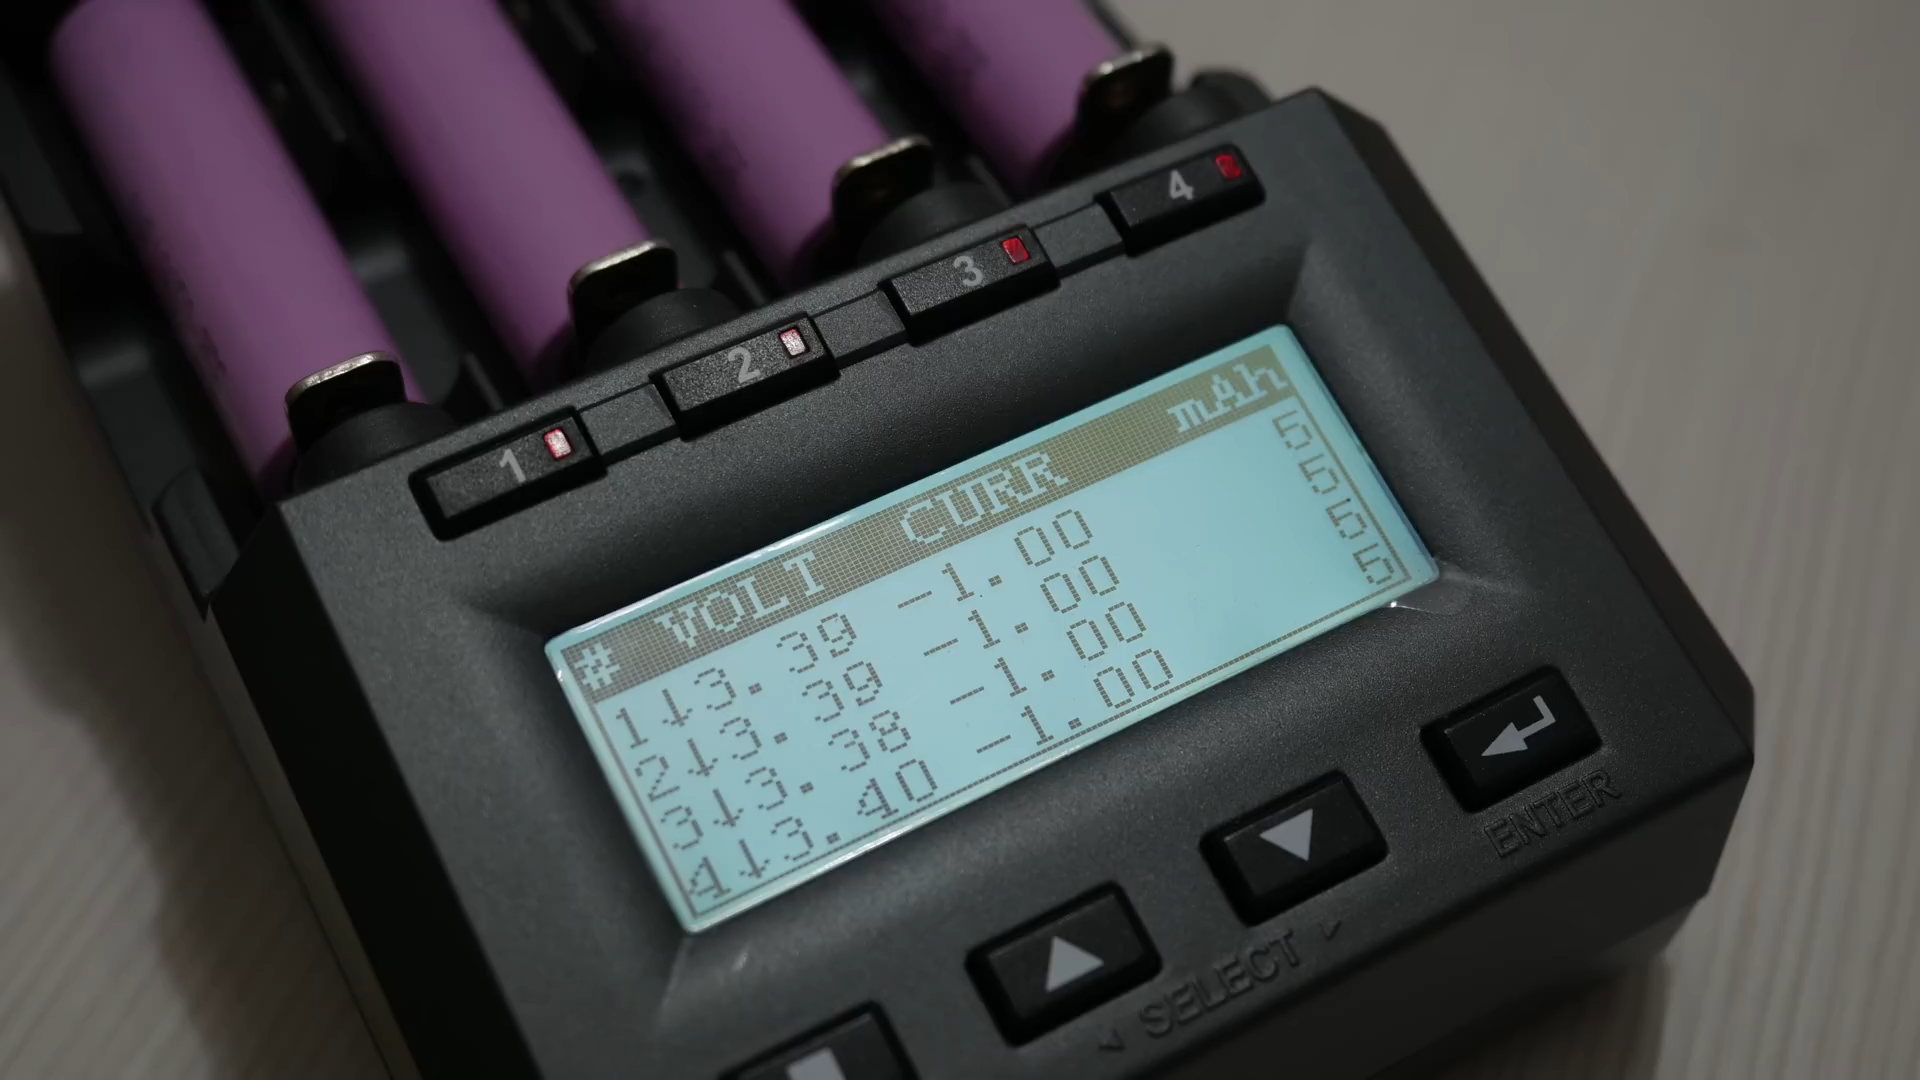 1
2
3
4
# VOLT CURR mAh
1↓3.39 -1.00 5
2↓3.39 -1.00 5
3↓3.38 -1.00 5
4↓3.40 -1.00 5
◄ SELECT ►
ENTER